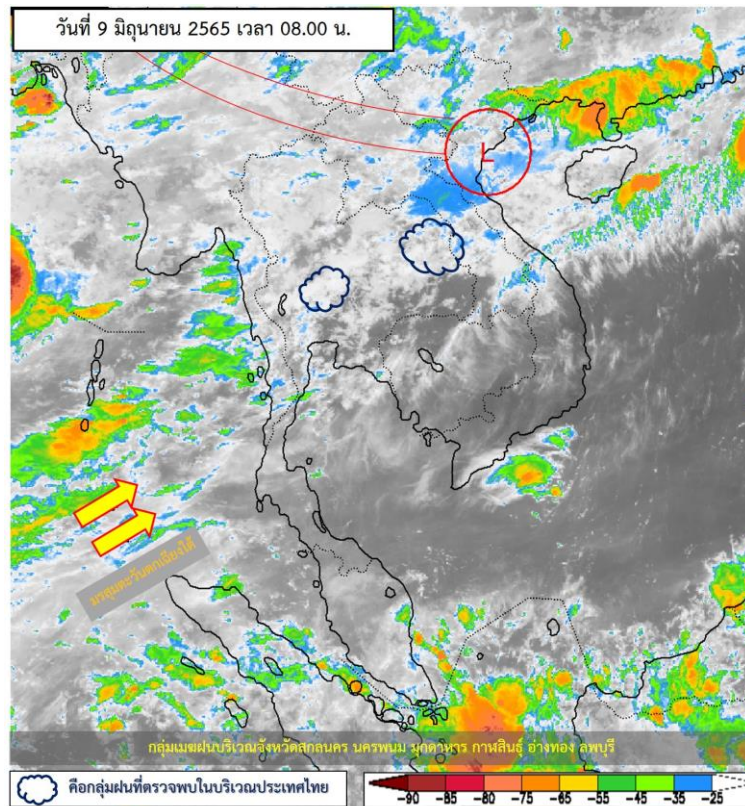 วันที่ 9 มิถุนายน 2565 เวลา 08.00 น.
L
มรสุมตะวันตกเฉียงใต้
กลุ่มเมฆฝนบริเวณจังหวัดสกลนคร นครพนม มุกดาหาร กาฬสินธุ์ อ่างทอง ลพบุรี
คือกลุ่มฝนที่ตรวจพบในบริเวณประเทศไทย
-90 -85 -80 -75 -65 -55 -45 -35 -25